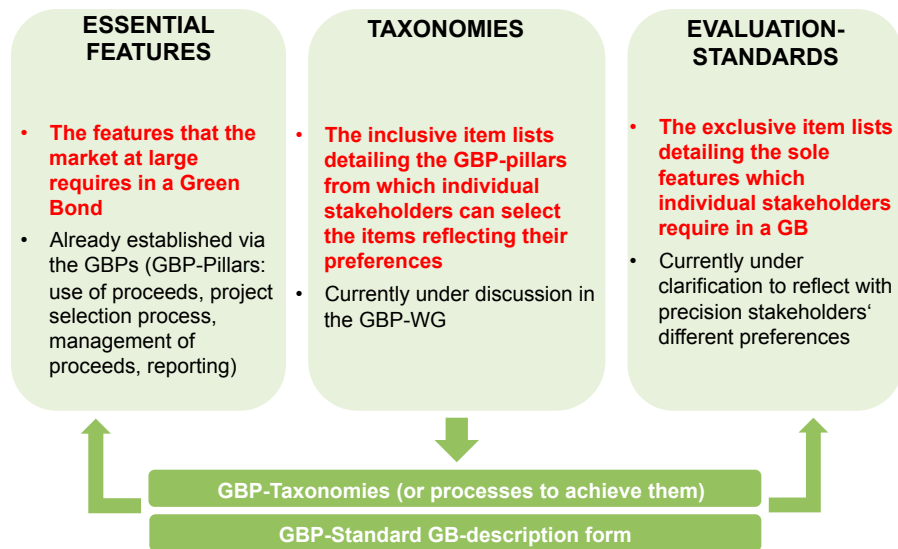 ESSENTIAL
FEATURES
• The features that the
market at large
requires in a Green
Bond
• Already established via
the GBPs (GBP-Pillars:
use of proceeds, project
selection process,
management of
proceeds, reporting)
TAXONOMIES
• The inclusive item lists
detailing the GBP-pillars
from which individual
stakeholders can select
the items reflecting their
preferences
• Currently under discussion in
the GBP-WG
EVALUATION-
STANDARDS
• The exclusive item lists
detailing the sole
features which
individual stakeholders
require in a GB
• Currently under
clarification to reflect with
precision stakeholders‘
different preferences
GBP-Taxonomies (or processes to achieve them)
GBP-Standard GB-description form